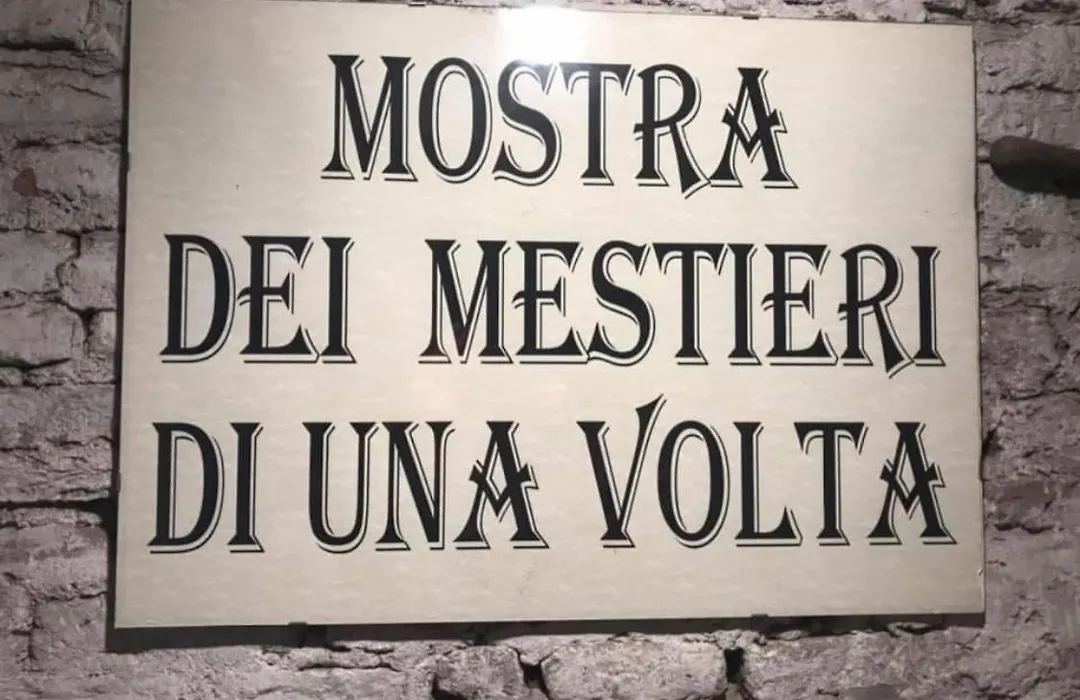 MOSTRA
DEI MESTIERI
DI UNA VOLTA